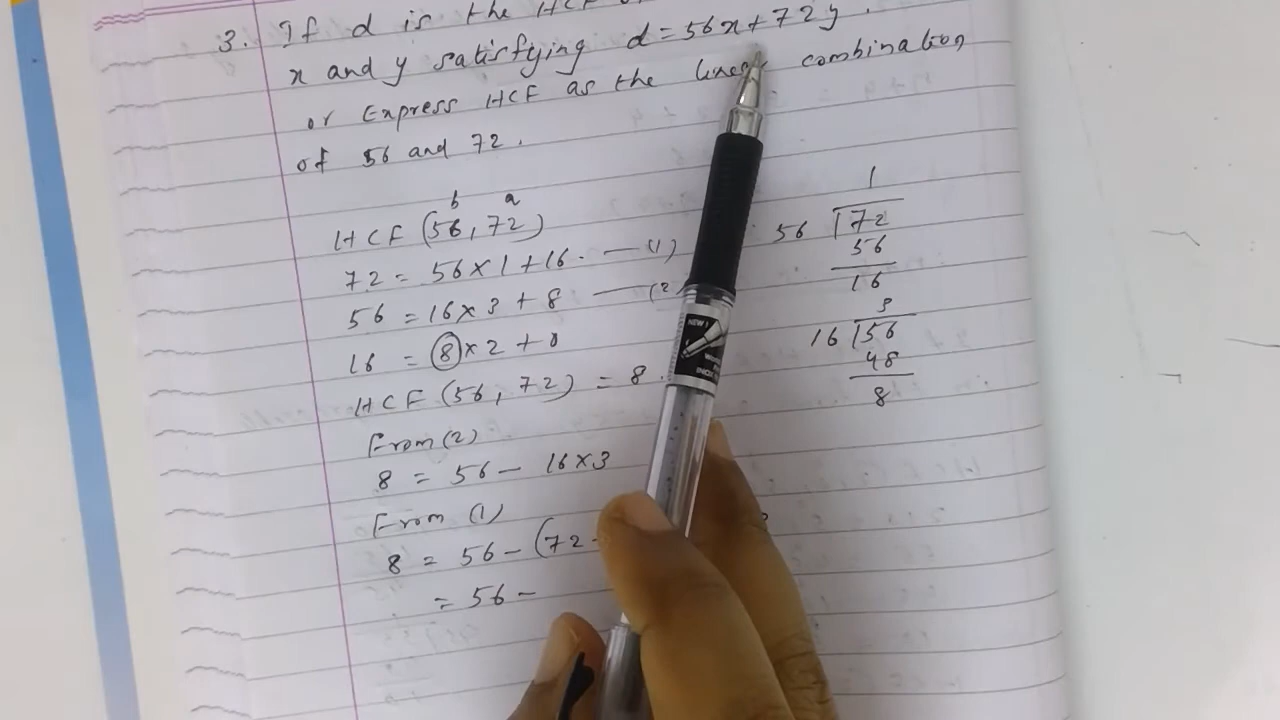 3. If d is the HCF
x and y satisfying d = 56x + 72y.
or Express HCF as the linear combination
of 56 and 72.
b a
HCF (56, 72)
72 = 56 × 1 + 16. — (1)
56 = 16 × 3 + 8 — (2
16 = 8 × 2 + 0
HCF (56, 72) = 8.
From (2)
8 = 56 – 16 × 3
From (1)
8 = 56 – (72 -
= 56 –
1
56 72
56
16
3
16 56
48
8
NEW!